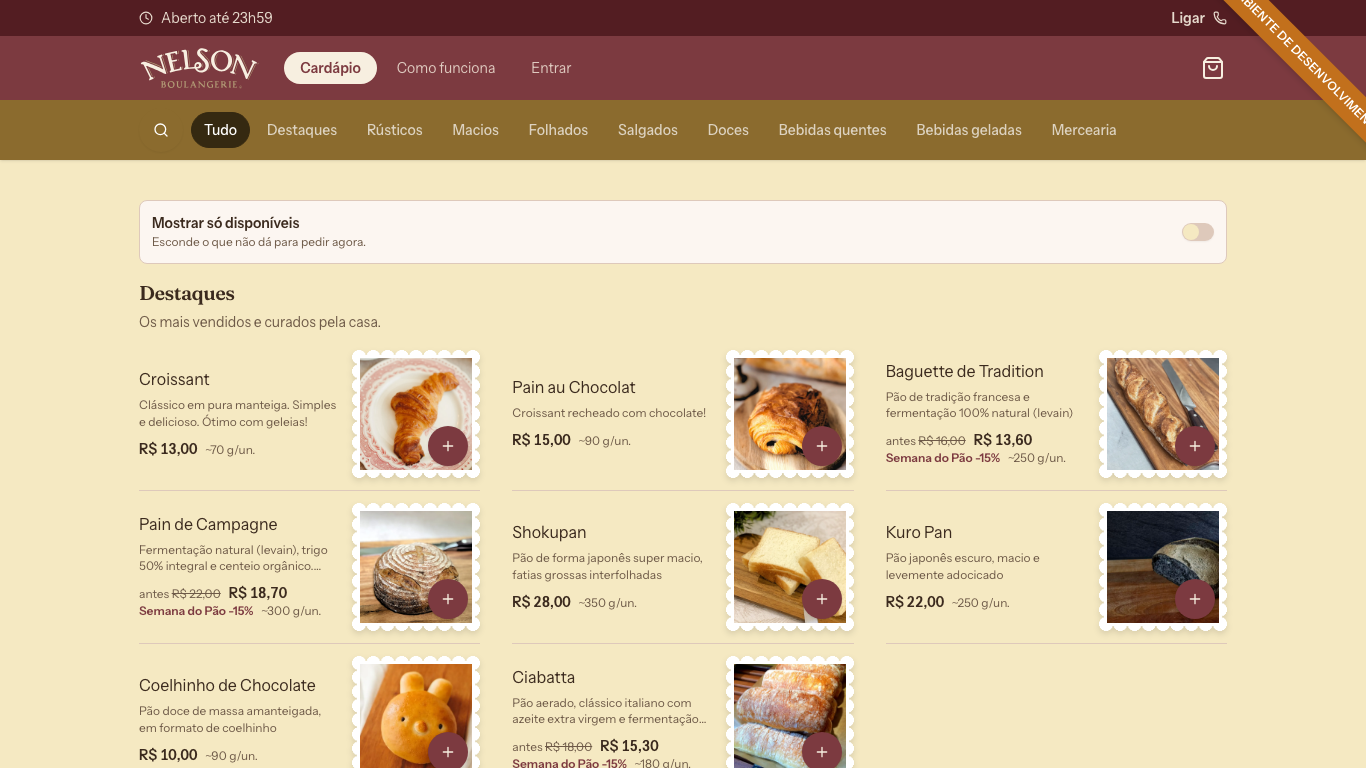 Aberto até 23h59
Ligar
NELSON
BOULANGERIE
Cardápio
Como funciona
Entrar
Tudo
Destaques
Rústicos
Macios
Folhados
Salgados
Doces
Bebidas quentes
Bebidas geladas
Mercearia
Mostrar só disponíveis
Esconde o que não dá para pedir agora.
Destaques
Os mais vendidos e curados pela casa.
Croissant
Clássico em pura manteiga. Simples
e delicioso. Ótimo com geleias!
R$ 13,00 ~70 g/un.
Pain au Chocolat
Croissant recheado com chocolate!
R$ 15,00 ~90 g/un.
Baguette de Tradition
Pão de tradição francesa e
fermentação 100% natural (levain)
antes R$ 16,00 R$ 13,60
Semana do Pão -15% ~250 g/un.
Pain de Campagne
Fermentação natural (levain), trigo
50% integral e centeio orgânico....
antes R$ 22,00 R$ 18,70
Semana do Pão -15% ~300 g/un.
Shokupan
Pão de forma japonês super macio,
fatias grossas interfolhadas
R$ 28,00 ~350 g/un.
Kuro Pan
Pão japonês escuro, macio e
levemente adocicado
R$ 22,00 ~250 g/un.
Coelhinho de Chocolate
Pão doce de massa amanteigada,
em formato de coelhinho
R$ 10,00 ~90 g/un.
Ciabatta
Pão aerado, clássico italiano com
azeite extra virgem e fermentação...
antes R$ 18,00 R$ 15,30
Semana do Pão -15% ~180 g/un.